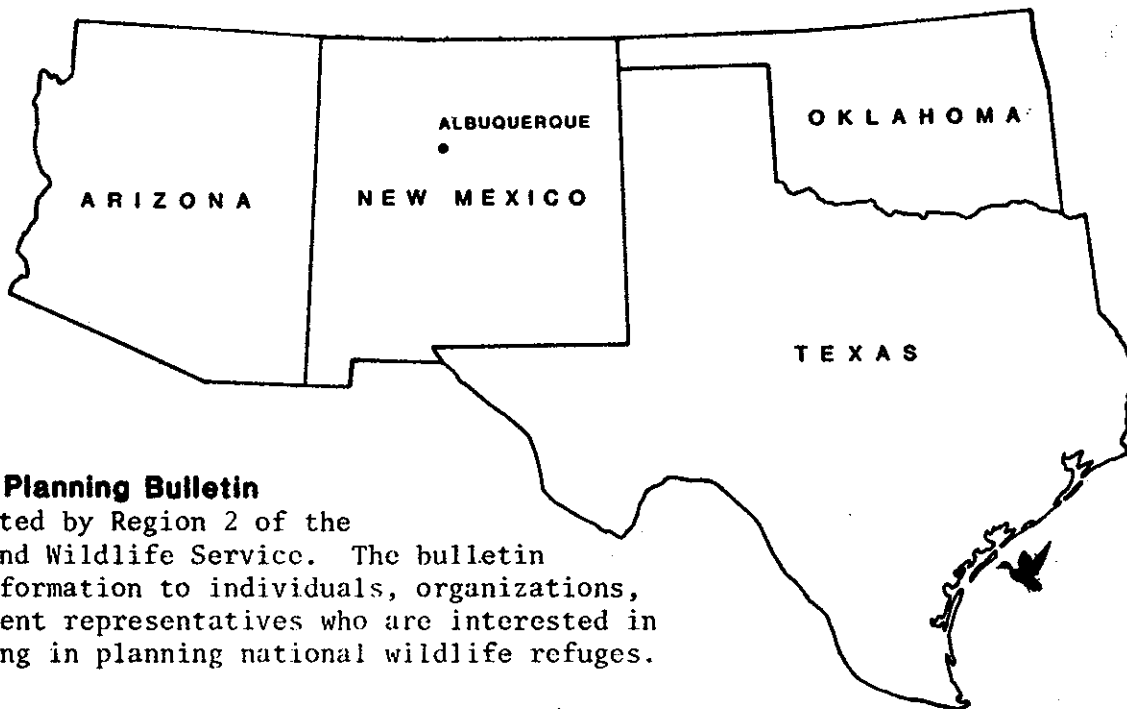 ALBUQUERQUE
OKLAHOMA
ARIZONA
NEW MEXICO
TEXAS
Planning Bulletin
ted by Region 2 of the
nd Wildlife Service. The bulletin
formation to individuals, organizations,
ent representatives who are interested in
ng in planning national wildlife refuges.